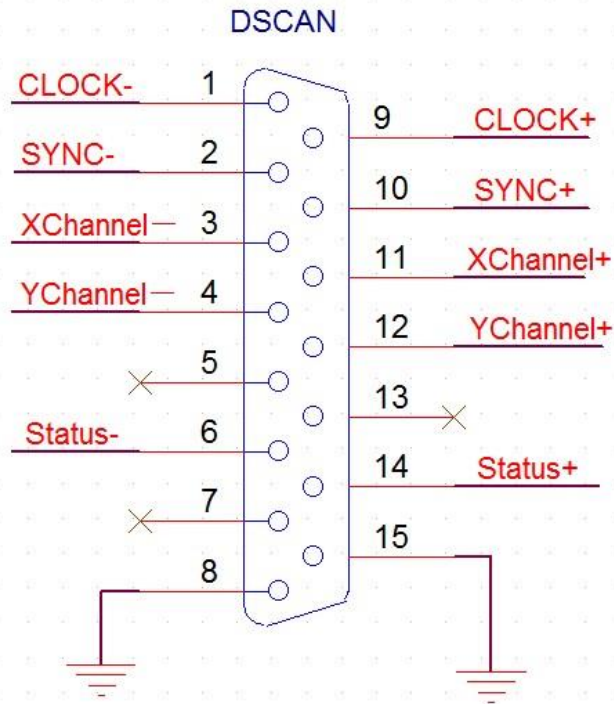 DSCAN
CLOCK- 1
9 CLOCK+
SYNC- 2
10 SYNC+
XChannel- 3
11 XChannel+
YChannel- 4
12 YChannel+
5
13
Status- 6
14 Status+
7
15
8